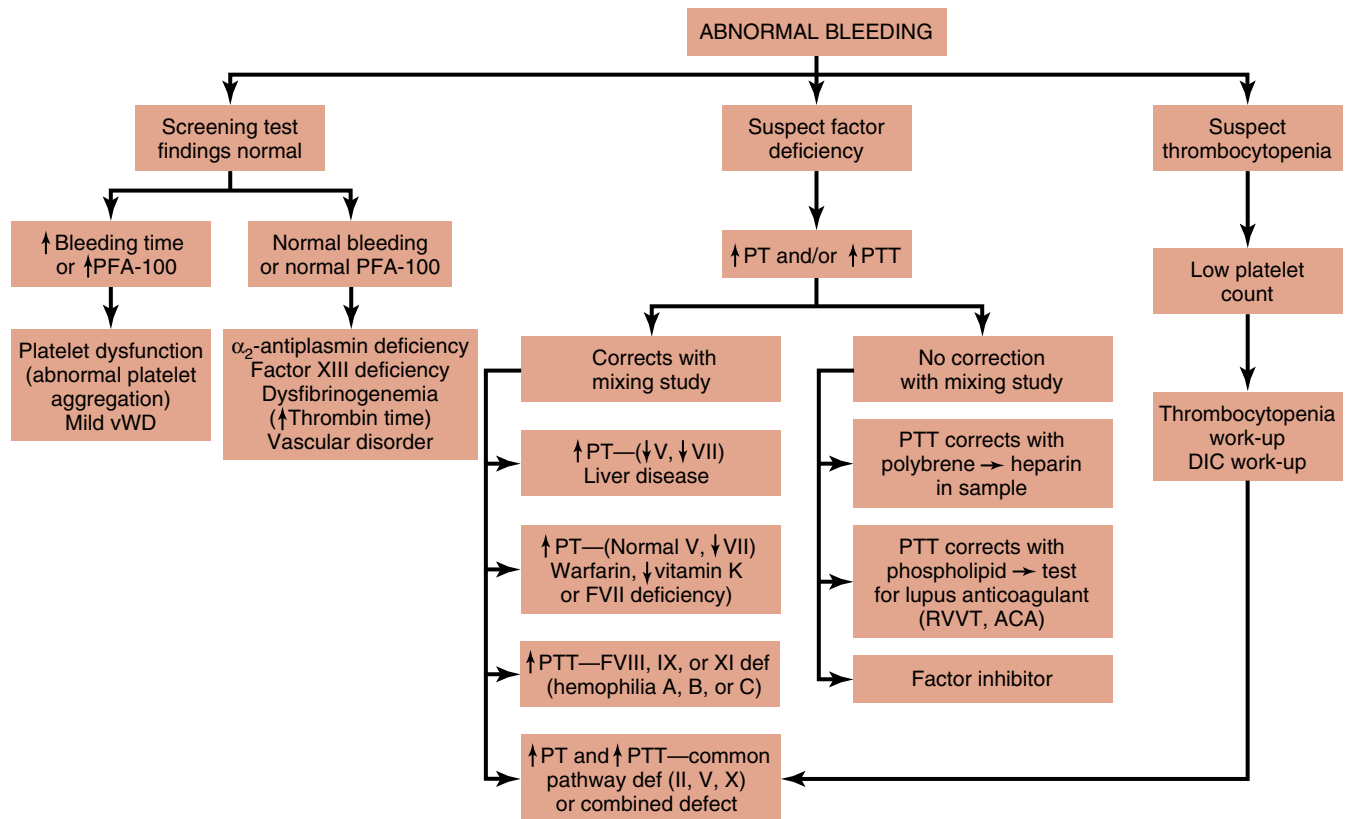 ABNORMAL BLEEDING
Screening test
findings normal
Suspect factor
deficiency
Suspect
thrombocytopenia
↑Bleeding time
or ↑PFA-100
Normal bleeding
or normal PFA-100
↑PT and/or ↑PTT
Low platelet
count
Platelet dysfunction
(abnormal platelet
aggregation)
Mild vWD
α₂-antiplasmin deficiency
Factor XIII deficiency
Dysfibrinogenemia
(↑Thrombin time)
Vascular disorder
Corrects with
mixing study
No correction
with mixing study
Thrombocytopenia
work-up
DIC work-up
↑PT—(↓V, ↓VII)
Liver disease
↑PT—(Normal V, ↓VII)
Warfarin, ↓vitamin K
or FVII deficiency)
↑PTT—FVIII, IX, or XI def
(hemophilia A, B, or C)
↑PT and ↑PTT—common
pathway def (II, V, X)
or combined defect
PTT corrects with
polybrene → heparin
in sample
PTT corrects with
phospholipid → test
for lupus anticoagulant
(RVVT, ACA)
Factor inhibitor